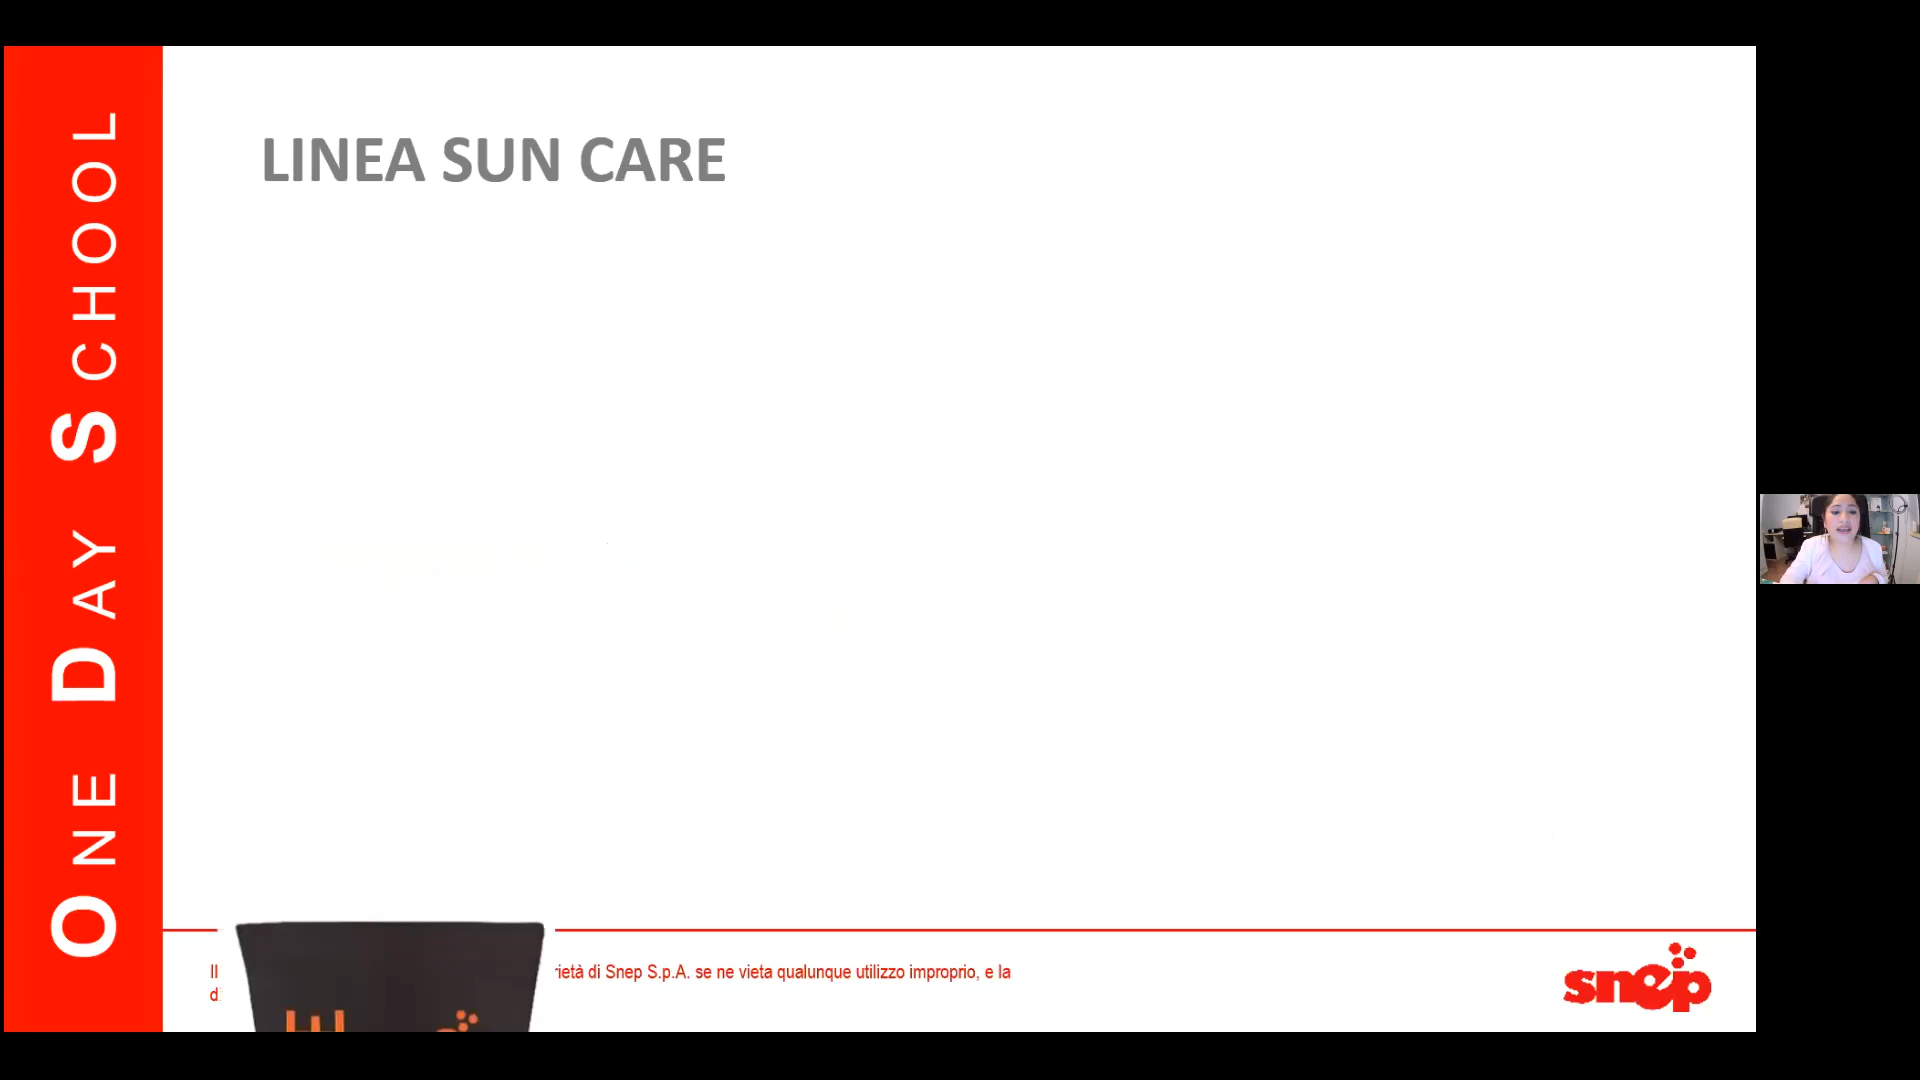 ONE DAY SCHOOL
LINEA SUN CARE
Il
rietà di Snep S.p.A. se ne vieta qualunque utilizzo improprio, e la
d
snep